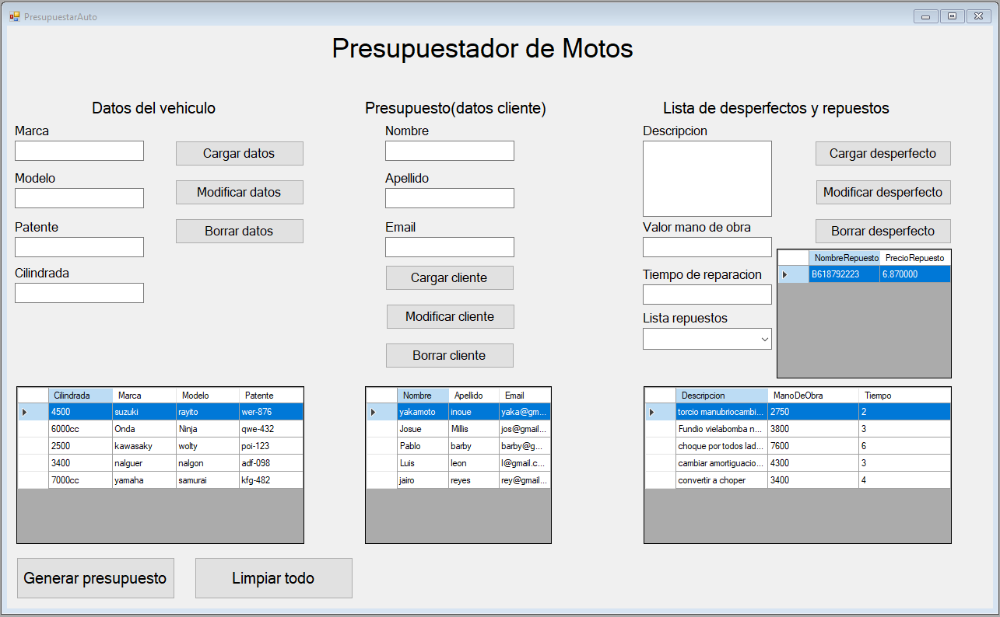 PresupuestarAuto
Presupuestador de Motos
Datos del vehiculo
Marca
Modelo
Patente
Cilindrada
Cargar datos
Modificar datos
Borrar datos
Presupuesto(datos cliente)
Nombre
Apellido
Email
Cargar cliente
Modificar cliente
Borrar cliente
Lista de desperfectos y repuestos
Descripcion
Valor mano de obra
Tiempo de reparacion
Lista repuestos
Cargar desperfecto
Modificar desperfecto
Borrar desperfecto
NombreRepuesto PrecioRepuesto
B618792223 6.870000
Cilindrada Marca Modelo Patente
4500 suzuki rayito wer-876
6000cc Onda Ninja qwe-432
2500 kawasaky wolty poi-123
3400 nalguer nalgon adf-098
7000cc yamaha samurai kfg-482
Nombre Apellido Email
yakamoto inoue yaka@gm...
Josue Millis jos@gmail...
Pablo barby barby@g...
Luis leon l@gmail.c...
jairo reyes rey@gmail...
Descripcion ManoDeObra Tiempo
torcio manubriocambi... 2750 2
Fundio vielabomba n... 3800 3
choque por todos lad... 7600 6
cambiar amortiguacio... 4300 3
convertir a choper 3400 4
Generar presupuesto
Limpiar todo